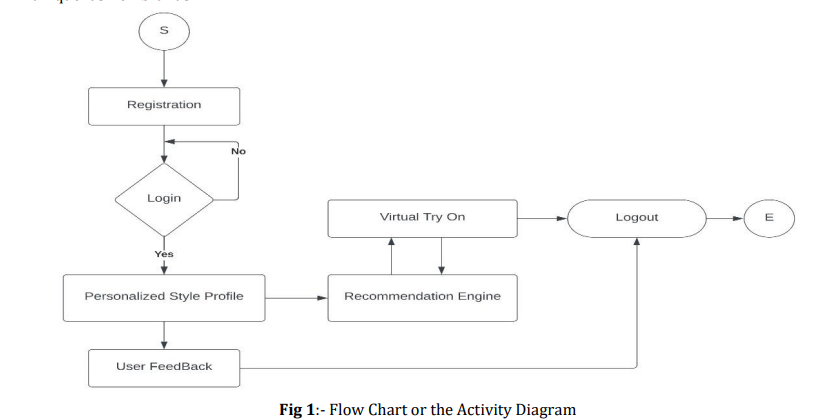 S
Registration
No
Login
Yes
Virtual Try On
Logout
E
Personalized Style Profile
Recommendation Engine
User FeedBack
Fig 1:- Flow Chart or the Activity Diagram